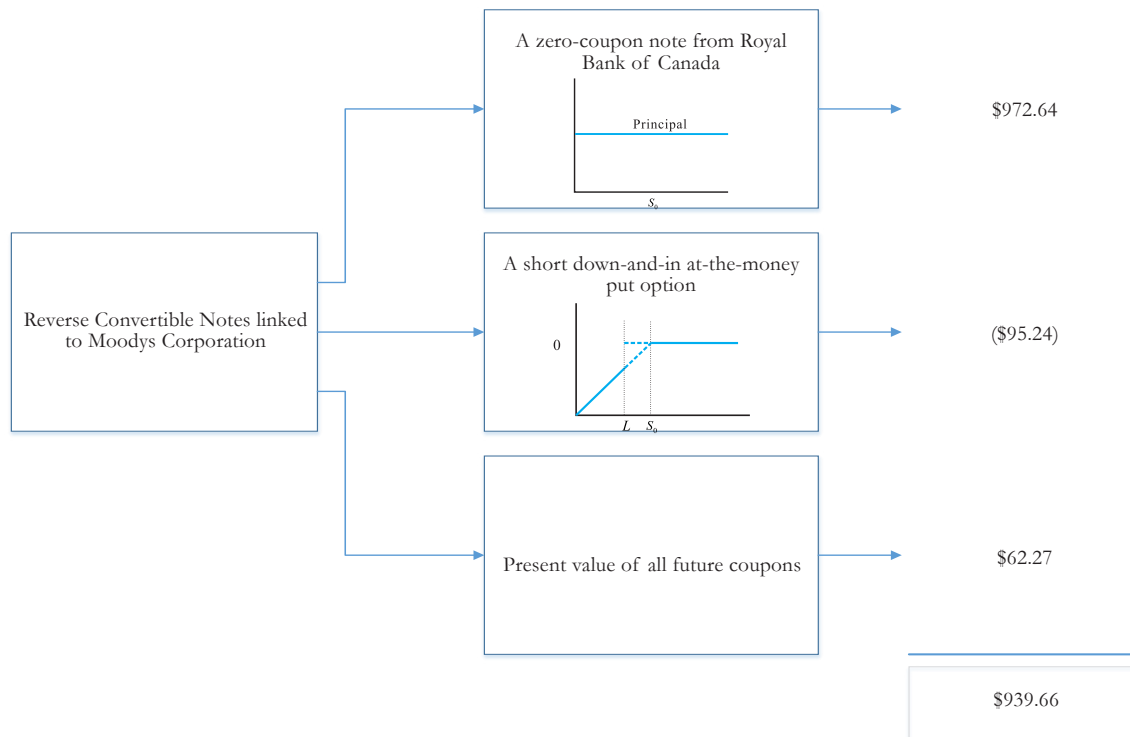 A zero-coupon note from Royal
Bank of Canada
Principal
S₀
$972.64
Reverse Convertible Notes linked
to Moodys Corporation
A short down-and-in at-the-money
put option
0
L S₀
($95.24)
Present value of all future coupons
$62.27
$939.66